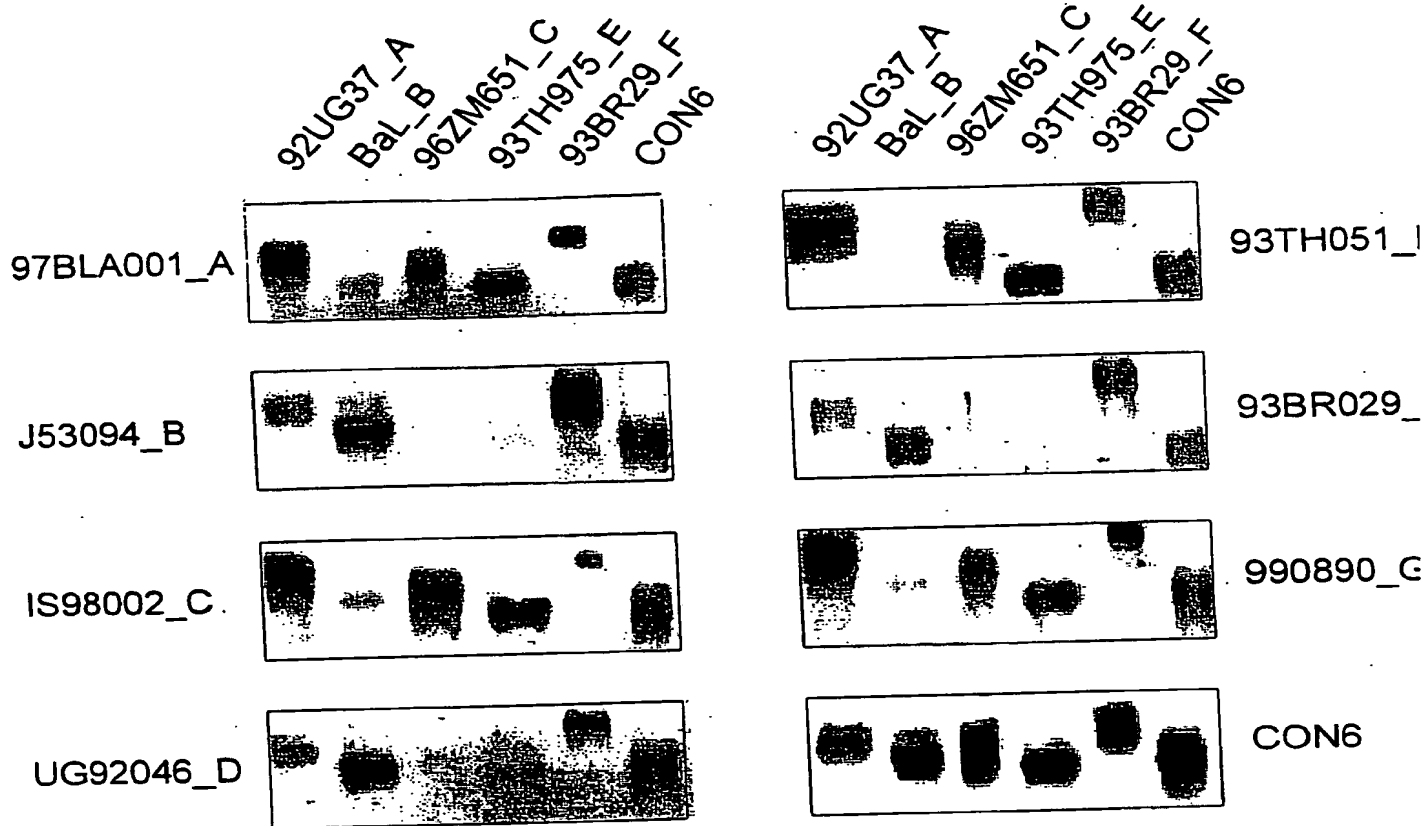 92UG37_A
BaL_B
96ZM651_C
93TH975_E
93BR29_F
CON6
97BLA001_A
J53094_B
IS98002_C
UG92046_D
92UG37_A
BaL_B
96ZM651_C
93TH975_E
93BR29_F
CON6
93TH051_
93BR029_
990890_G
CON6